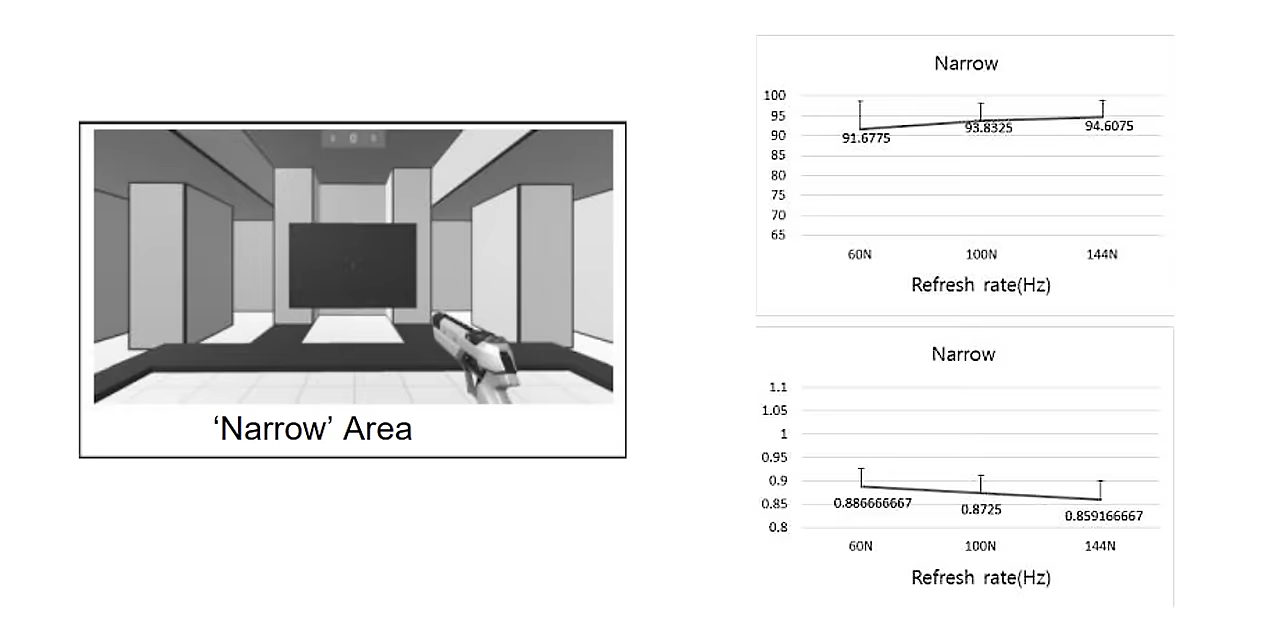 ‘Narrow’ Area
Narrow
100
95
90
85
80
75
70
65
91.6775
93.8325
94.6075
60N
100N
144N
Refresh rate(Hz)
Narrow
1.1
1.05
1
0.95
0.9
0.85
0.8
0.886666667
0.8725
0.859166667
60N
100N
144N
Refresh rate(Hz)